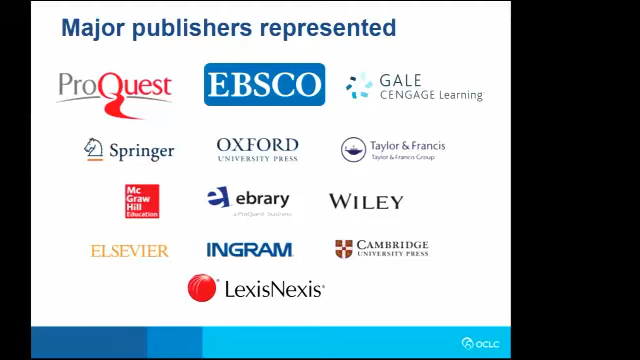 Major publishers represented
ProQuest
EBSCO
GALE
CENGAGE Learning
Springer
OXFORD
UNIVERSITY PRESS
Taylor & Francis
Taylor & Francis Group
Mc
Graw
Hill
Education
ebrary
a ProQuest business
WILEY
ELSEVIER
INGRAM
CAMBRIDGE
UNIVERSITY PRESS
LexisNexis®
OCLC